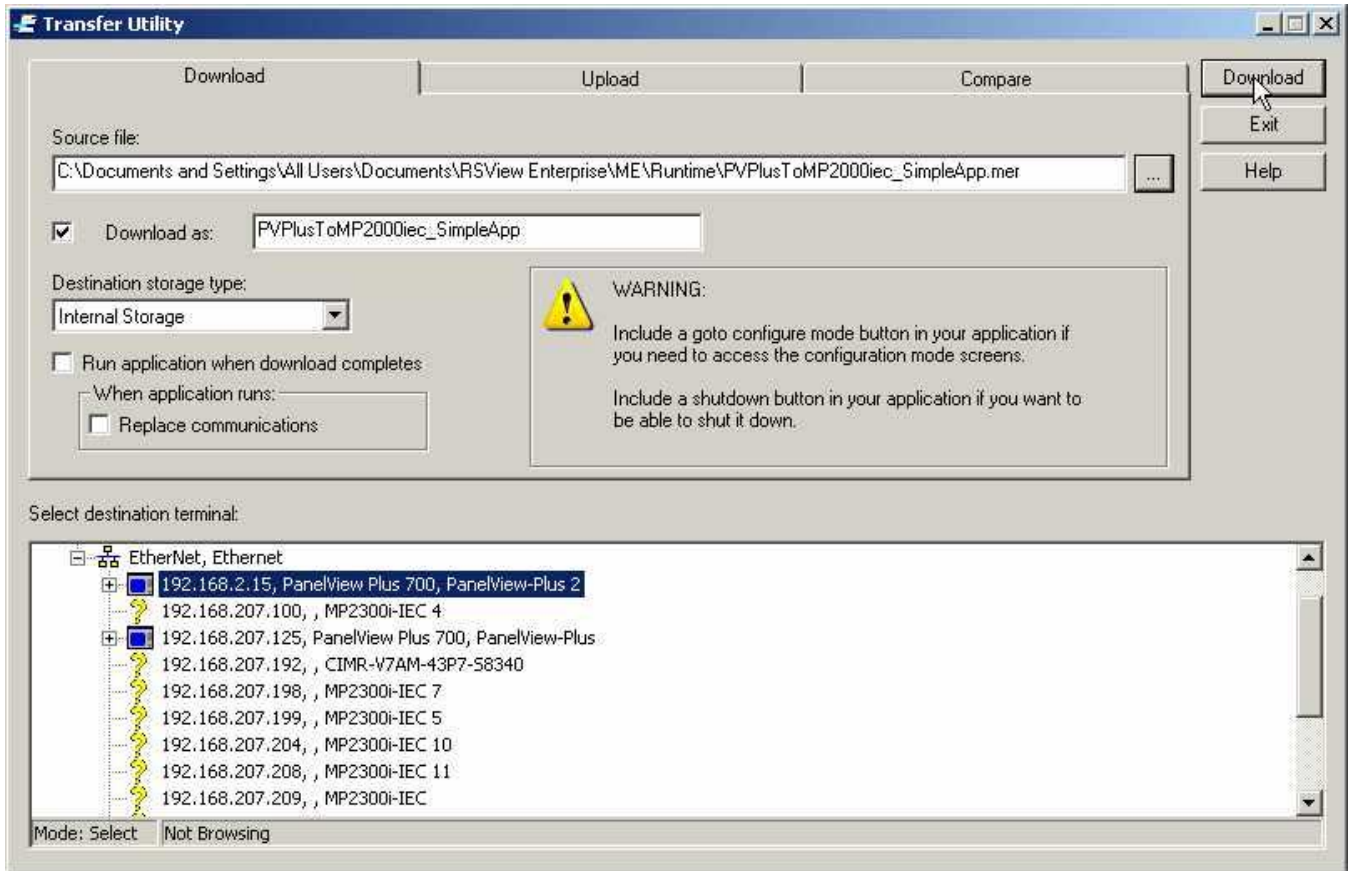 Transfer Utility
Download
Upload
Compare
Download
Exit
Help
Source file:
C:\Documents and Settings\All Users\Documents\RSView Enterprise\ME\Runtime\PVPlusToMP2000iec_SimpleApp.mer
...
Download as:
PVPlusToMP2000iec_SimpleApp
Destination storage type:
Internal Storage
Run application when download completes
When application runs:
Replace communications
WARNING:
Include a goto configure mode button in your application if
you need to access the configuration mode screens.
Include a shutdown button in your application if you want to
be able to shut it down.
Select destination terminal:
EtherNet, Ethernet
192.168.2.15, PanelView Plus 700, PanelView-Plus 2
192.168.207.100, , MP2300i-IEC 4
192.168.207.125, PanelView Plus 700, PanelView-Plus
192.168.207.192, , CIMR-V7AM-43P7-S8340
192.168.207.198, , MP2300i-IEC 7
192.168.207.199, , MP2300i-IEC 5
192.168.207.204, , MP2300i-IEC 10
192.168.207.208, , MP2300i-IEC 11
192.168.207.209, , MP2300i-IEC
Mode: Select
Not Browsing